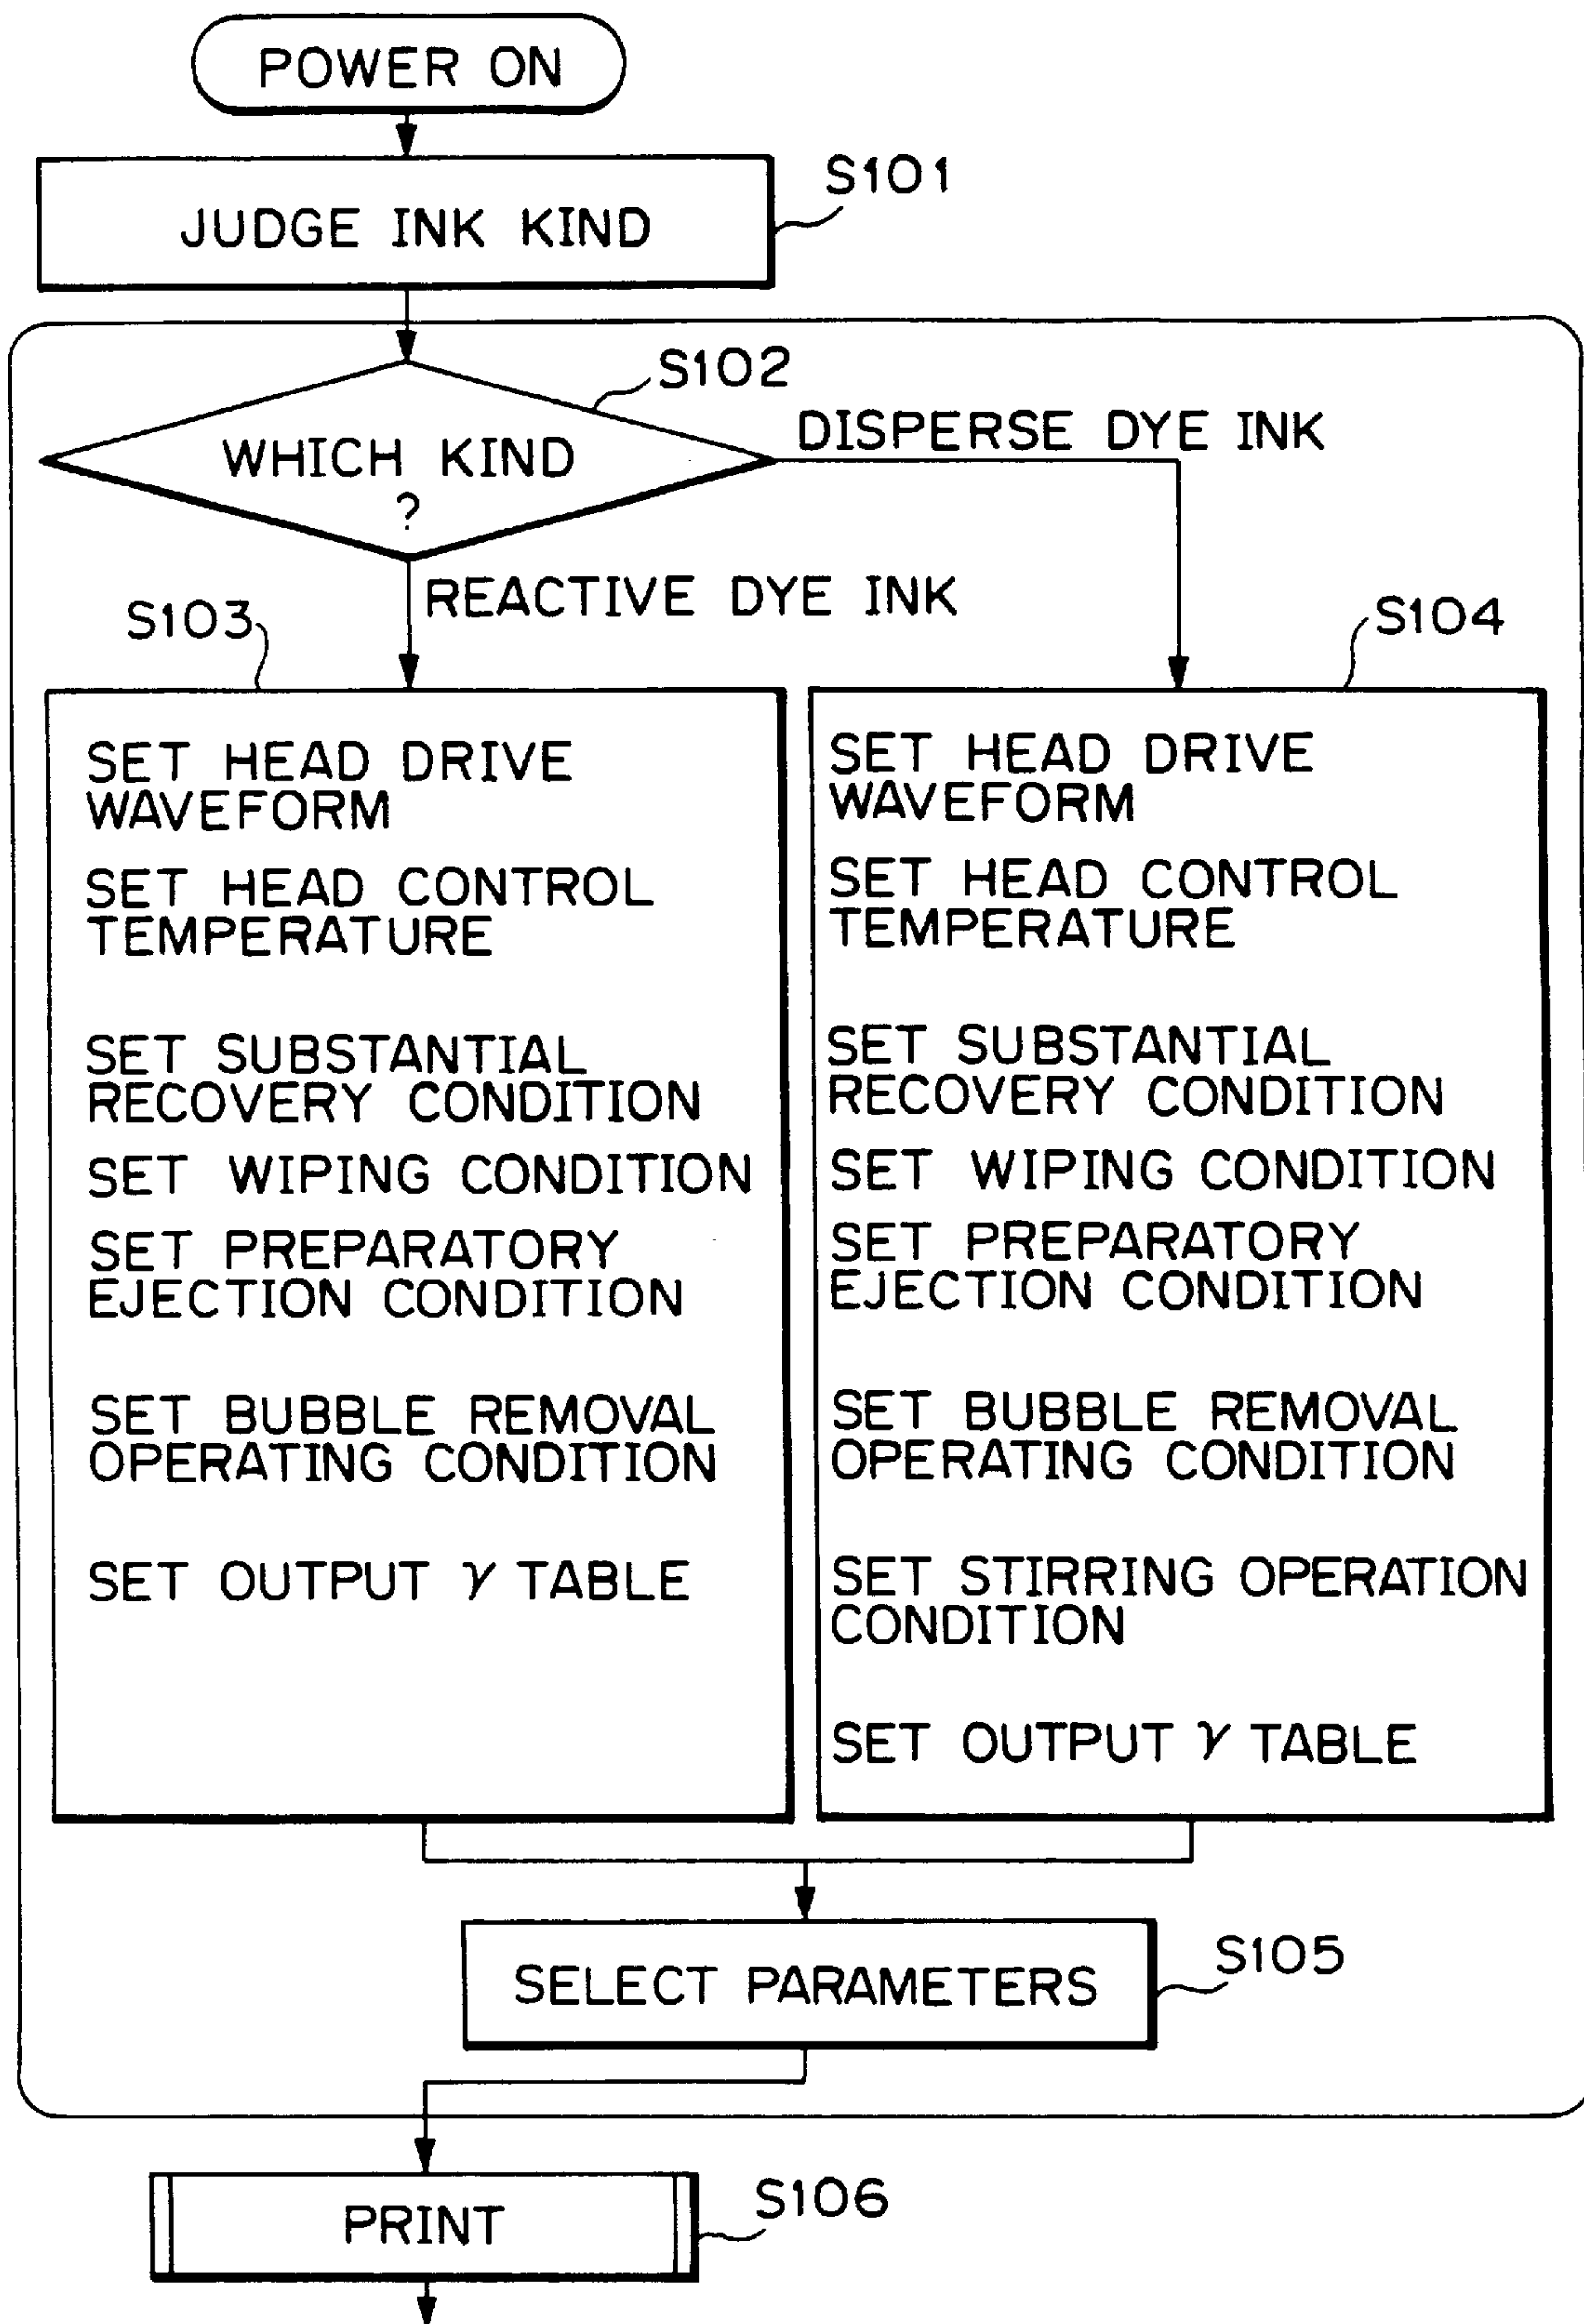 POWER ON
S101
JUDGE INK KIND
S102
DISPERSE DYE INK
WHICH KIND
?
REACTIVE DYE INK
S103
S104
SET HEAD DRIVE
WAVEFORM
SET HEAD CONTROL
TEMPERATURE
SET SUBSTANTIAL
RECOVERY CONDITION
SET WIPING CONDITION
SET PREPARATORY
EJECTION CONDITION
SET BUBBLE REMOVAL
OPERATING CONDITION
SET OUTPUT γ TABLE
SET HEAD DRIVE
WAVEFORM
SET HEAD CONTROL
TEMPERATURE
SET SUBSTANTIAL
RECOVERY CONDITION
SET WIPING CONDITION
SET PREPARATORY
EJECTION CONDITION
SET BUBBLE REMOVAL
OPERATING CONDITION
SET STIRRING OPERATION
CONDITION
SET OUTPUT γ TABLE
S105
SELECT PARAMETERS
S106
PRINT